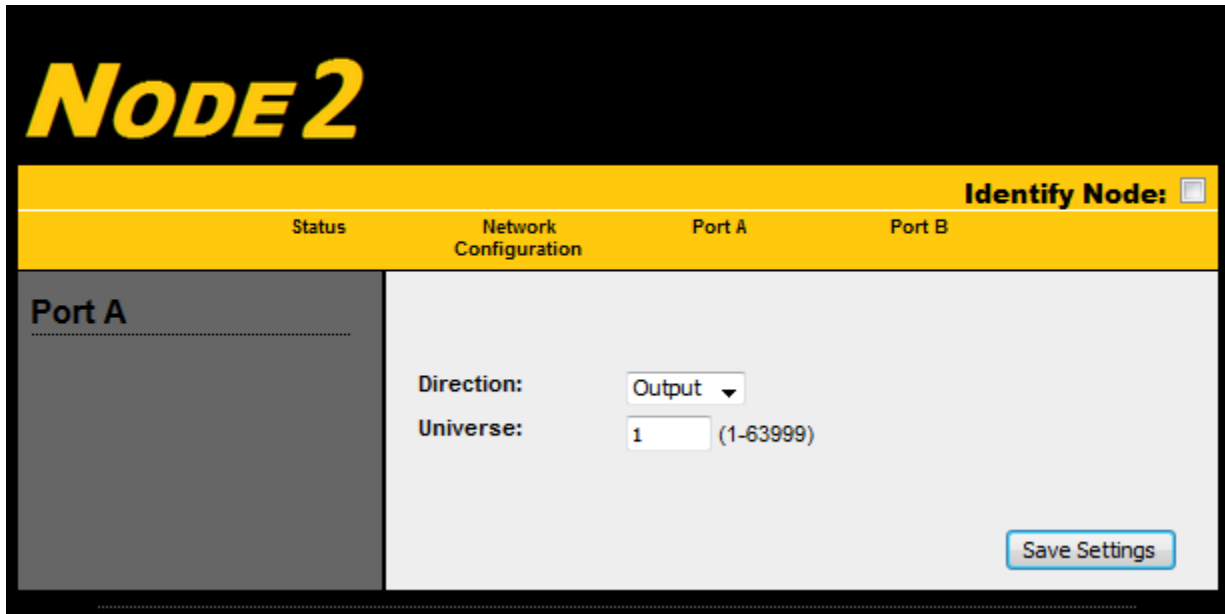 NODE 2
Identify Node:
Status Network Configuration Port A Port B
Port A
Direction: Output
Universe: 1 (1-63999)
Save Settings